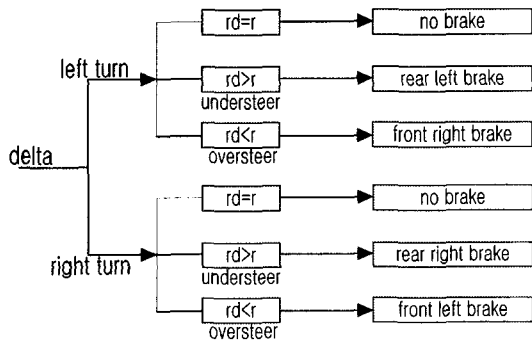 rd=r no brake
left turn
rd>r rear left brake
understeer
rd<r front right brake
oversteer
delta
rd=r no brake
right turn
rd>r rear right brake
understeer
rd<r front left brake
oversteer